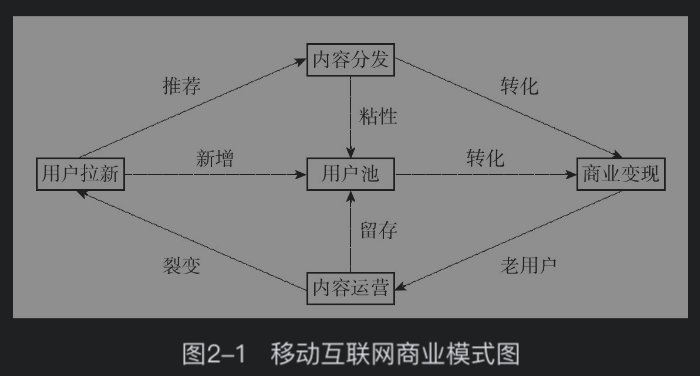 内容分发
推荐
转化
粘性
用户拉新
新增
用户池
转化
商业变现
留存
裂变
老用户
内容运营
图2-1 移动互联网商业模式图